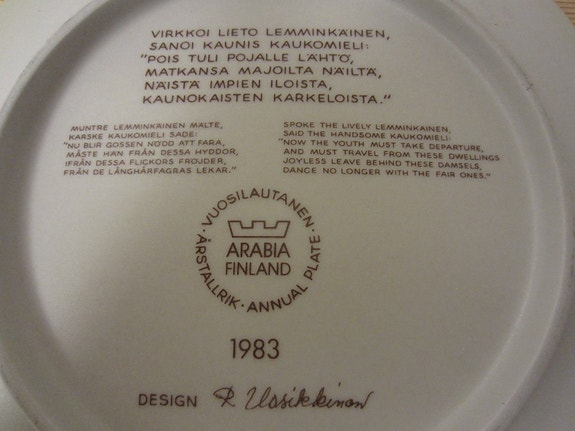 VIRKKOI LIETO LEMMINKÄINEN,
SANOI KAUNIS KAUKOMIELI:
"POIS TULI POJALLE LÄHTÖ,
MATKANSA MAJOILTA NÄILTÄ,
NÄISTÄ IMPIEN ILOISTA,
KAUNOKAISTEN KARKELOISTA."
MUNTRE LEMMINKÄINEN MÄLTE,
KARSKE KAUKOMIELI SADE:
"NU BLIR GOSSEN NÖDD ATT FARA,
MÅSTE HAN FRÅN DESSA HYDDOR,
IFRÅN DESSA FLICKORS FRÖJDER,
FRÅN DE LÅNGHÅRFAGRAS LEKAR."
SPOKE THE LIVELY LEMMINKAINEN,
SAID THE HANDSOME KAUKOMIELI:
"NOW THE YOUTH MUST TAKE DEPARTURE,
AND MUST TRAVEL FROM THESE DWELLINGS
JOYLESS LEAVE BEHIND THESE DAMSELS,
DANCE NO LONGER WITH THE FAIR ONES."
VUOSILAUTANEN ·
ARABIA
FINLAND
ÅRSTALLRIK · ANNUAL PLATE ·
1983
DESIGN R Uosikkinen